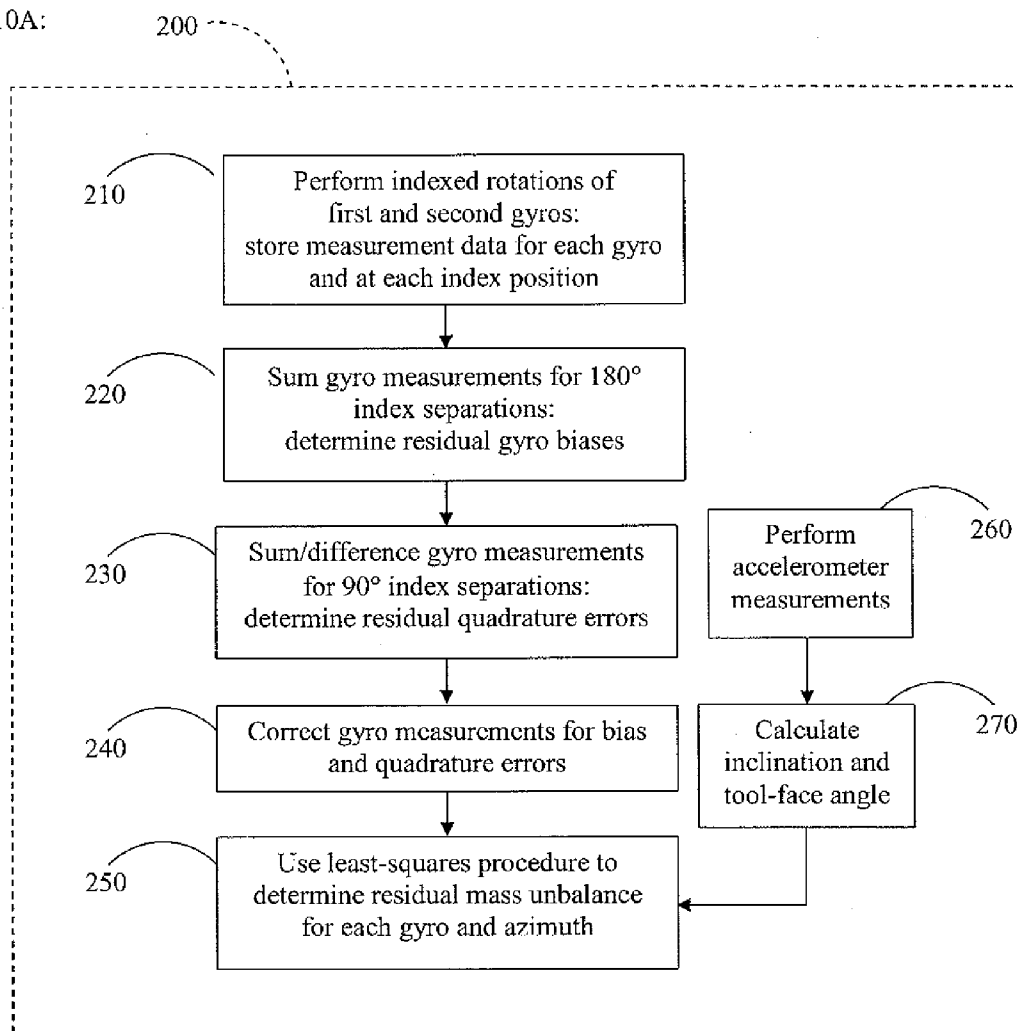 0A:
200
210
Perform indexed rotations of
first and second gyros:
store measurement data for each gyro
and at each index position
220
Sum gyro measurements for 180°
index separations:
determine residual gyro biases
230
Sum/difference gyro measurements
for 90° index separations:
determine residual quadrature errors
240
Correct gyro measurements for bias
and quadrature errors
250
Use least-squares procedure to
determine residual mass unbalance
for each gyro and azimuth
260
Perform
accelerometer
measurements
270
Calculate
inclination and
tool-face angle